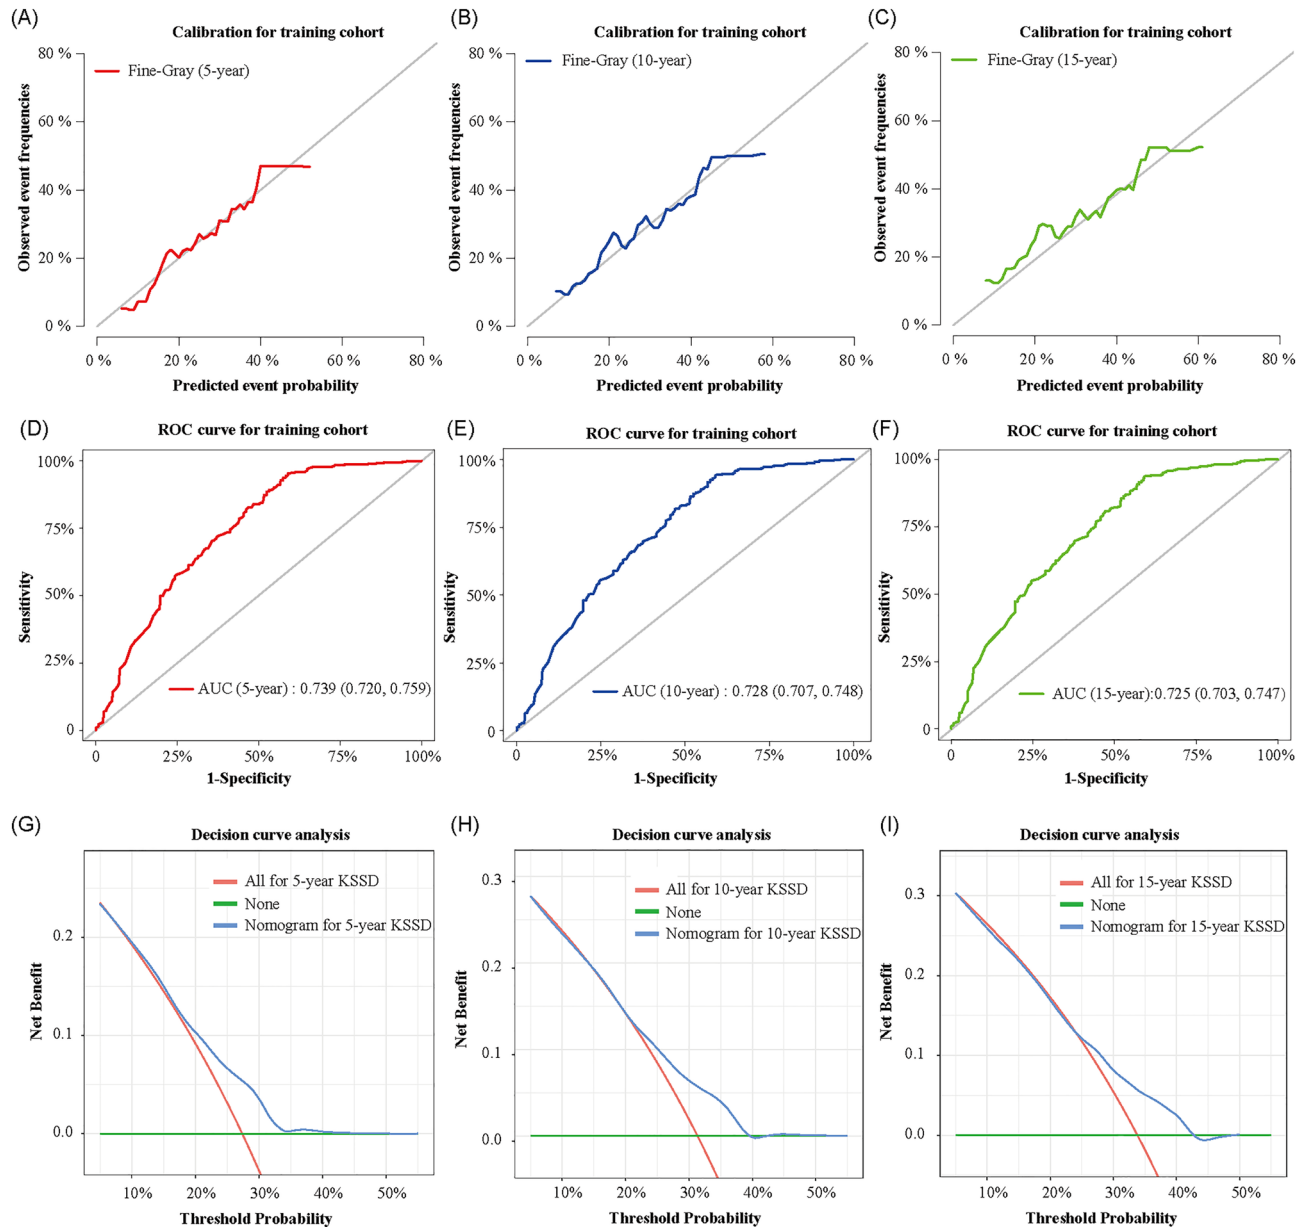 (A)
Calibration for training cohort
80 %
60 %
40 %
20 %
0 %
Observed event frequencies
Fine-Gray (5-year)
0 % 20 % 40 % 60 % 80 %
Predicted event probability
(B)
Calibration for training cohort
80 %
60 %
40 %
20 %
0 %
Observed event frequencies
Fine-Gray (10-year)
0 % 20 % 40 % 60 % 80 %
Predicted event probability
(C)
Calibration for training cohort
80 %
60 %
40 %
20 %
0 %
Observed event frequencies
Fine-Gray (15-year)
0 % 20 % 40 % 60 % 80 %
Predicted event probability
(D)
ROC curve for training cohort
100%
75%
50%
25%
0
Sensitivity
AUC (5-year) : 0.739 (0.720, 0.759)
0 25% 50% 75% 100%
1-Specificity
(E)
ROC curve for training cohort
100%
75%
50%
25%
0
Sensitivity
AUC (10-year) : 0.728 (0.707, 0.748)
0 25% 50% 75% 100%
1-Specificity
(F)
ROC curve for training cohort
100%
75%
50%
25%
0
Sensitivity
AUC (15-year):0.725 (0.703, 0.747)
0 25% 50% 75% 100%
1-Specificity
(G)
Decision curve analysis
0.2
0.1
0.0
Net Benefit
All for 5-year KSSD
None
Nomogram for 5-year KSSD
10% 20% 30% 40% 50%
Threshold Probability
(H)
Decision curve analysis
0.3
0.2
0.1
0.0
Net Benefit
All for 10-year KSSD
None
Nomogram for 10-year KSSD
10% 20% 30% 40% 50%
Threshold Probability
(I)
Decision curve analysis
0.3
0.2
0.1
0.0
Net Benefit
All for 15-year KSSD
None
Nomogram for 15-year KSSD
10% 20% 30% 40% 50%
Threshold Probability